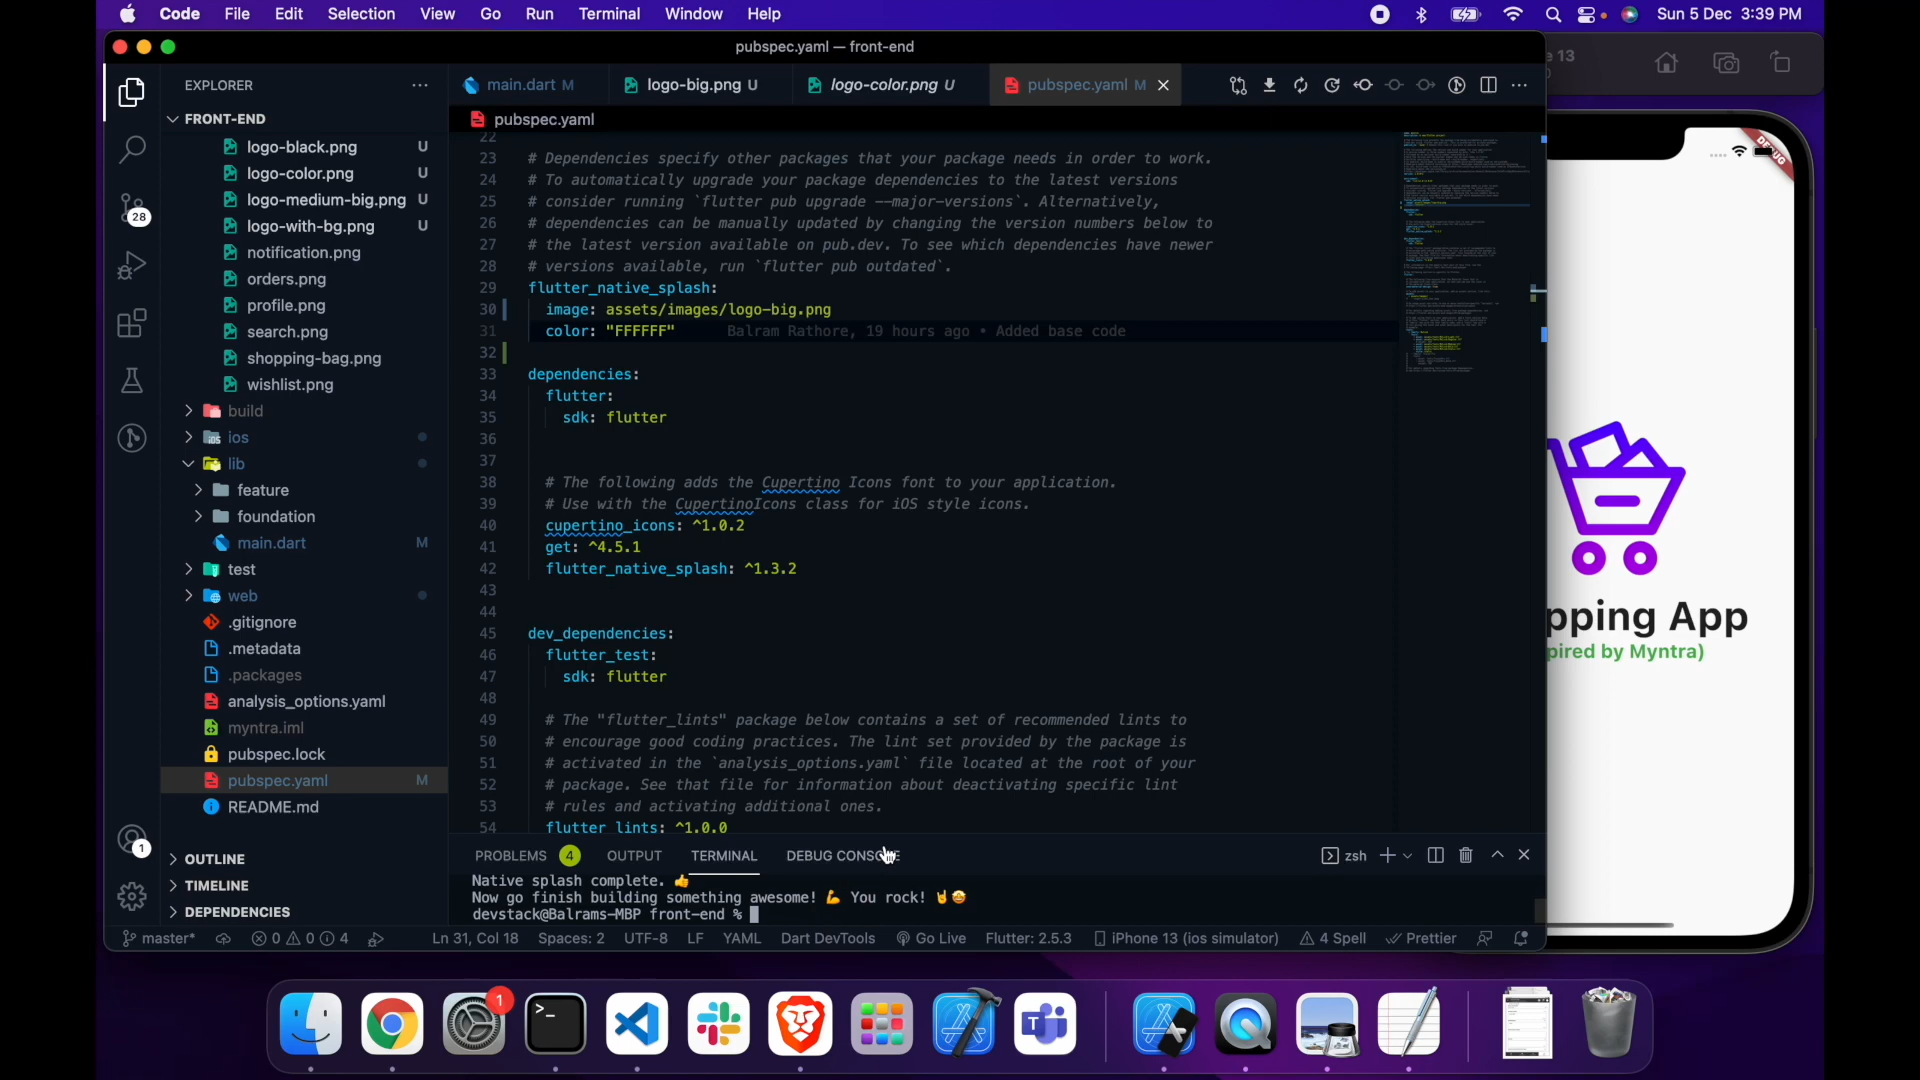 Code File Edit Selection View Go Run Terminal Window Help
Sun 5 Dec 3:39 PM
pubspec.yaml — front-end
EXPLORER
main.dart M
logo-big.png U
logo-color.png U
pubspec.yaml M
FRONT-END
pubspec.yaml
logo-black.png U
logo-color.png U
logo-medium-big.png U
logo-with-bg.png U
notification.png
orders.png
profile.png
search.png
shopping-bag.png
wishlist.png
build
ios
lib
feature
foundation
main.dart M
test
web
.gitignore
.metadata
.packages
analysis_options.yaml
myntra.iml
pubspec.lock
pubspec.yaml M
README.md
OUTLINE
TIMELINE
DEPENDENCIES
28
1
22
23 # Dependencies specify other packages that your package needs in order to work.
24 # To automatically upgrade your package dependencies to the latest versions
25 # consider running `flutter pub upgrade --major-versions`. Alternatively,
26 # dependencies can be manually updated by changing the version numbers below to
27 # the latest version available on pub.dev. To see which dependencies have newer
28 # versions available, run `flutter pub outdated`.
29 flutter_native_splash:
30 image: assets/images/logo-big.png
31 color: "FFFFFF" Balram Rathore, 19 hours ago • Added base code
32
33 dependencies:
34 flutter:
35 sdk: flutter
36
37
38 # The following adds the Cupertino Icons font to your application.
39 # Use with the CupertinoIcons class for iOS style icons.
40 cupertino_icons: ^1.0.2
41 get: ^4.5.1
42 flutter_native_splash: ^1.3.2
43
44
45 dev_dependencies:
46 flutter_test:
47 sdk: flutter
48
49 # The "flutter_lints" package below contains a set of recommended lints to
50 # encourage good coding practices. The lint set provided by the package is
51 # activated in the `analysis_options.yaml` file located at the root of your
52 # package. See that file for information about deactivating specific lint
53 # rules and activating additional ones.
54 flutter_lints: ^1.0.0
PROBLEMS 4 OUTPUT TERMINAL DEBUG CONSOLE
zsh
Native splash complete. 👍
Now go finish building something awesome! 💪 You rock! 🤘🤩
devstack@Balrams-MBP front-end %
master* 0 0 4 Ln 31, Col 18 Spaces: 2 UTF-8 LF YAML Dart DevTools Go Live Flutter: 2.5.3 iPhone 13 (ios simulator) 4 Spell Prettier
e 13
DEBUG
pping App
pired by Myntra)
1